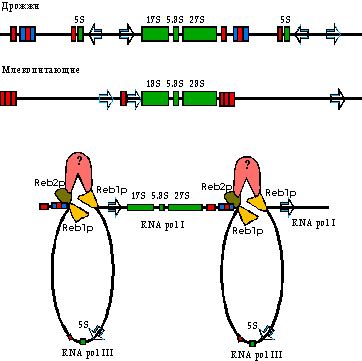 Дрожжи
5S 17S 5.8S 27S 5S
Млекопитающие
18S 5.8S 28S
? ?
Reb2p Reb1p 17S 5.8S 27S Reb2p Reb1p
Reb1p RNA pol I Reb1p RNA pol I
5S 5S
RNA pol III RNA pol III